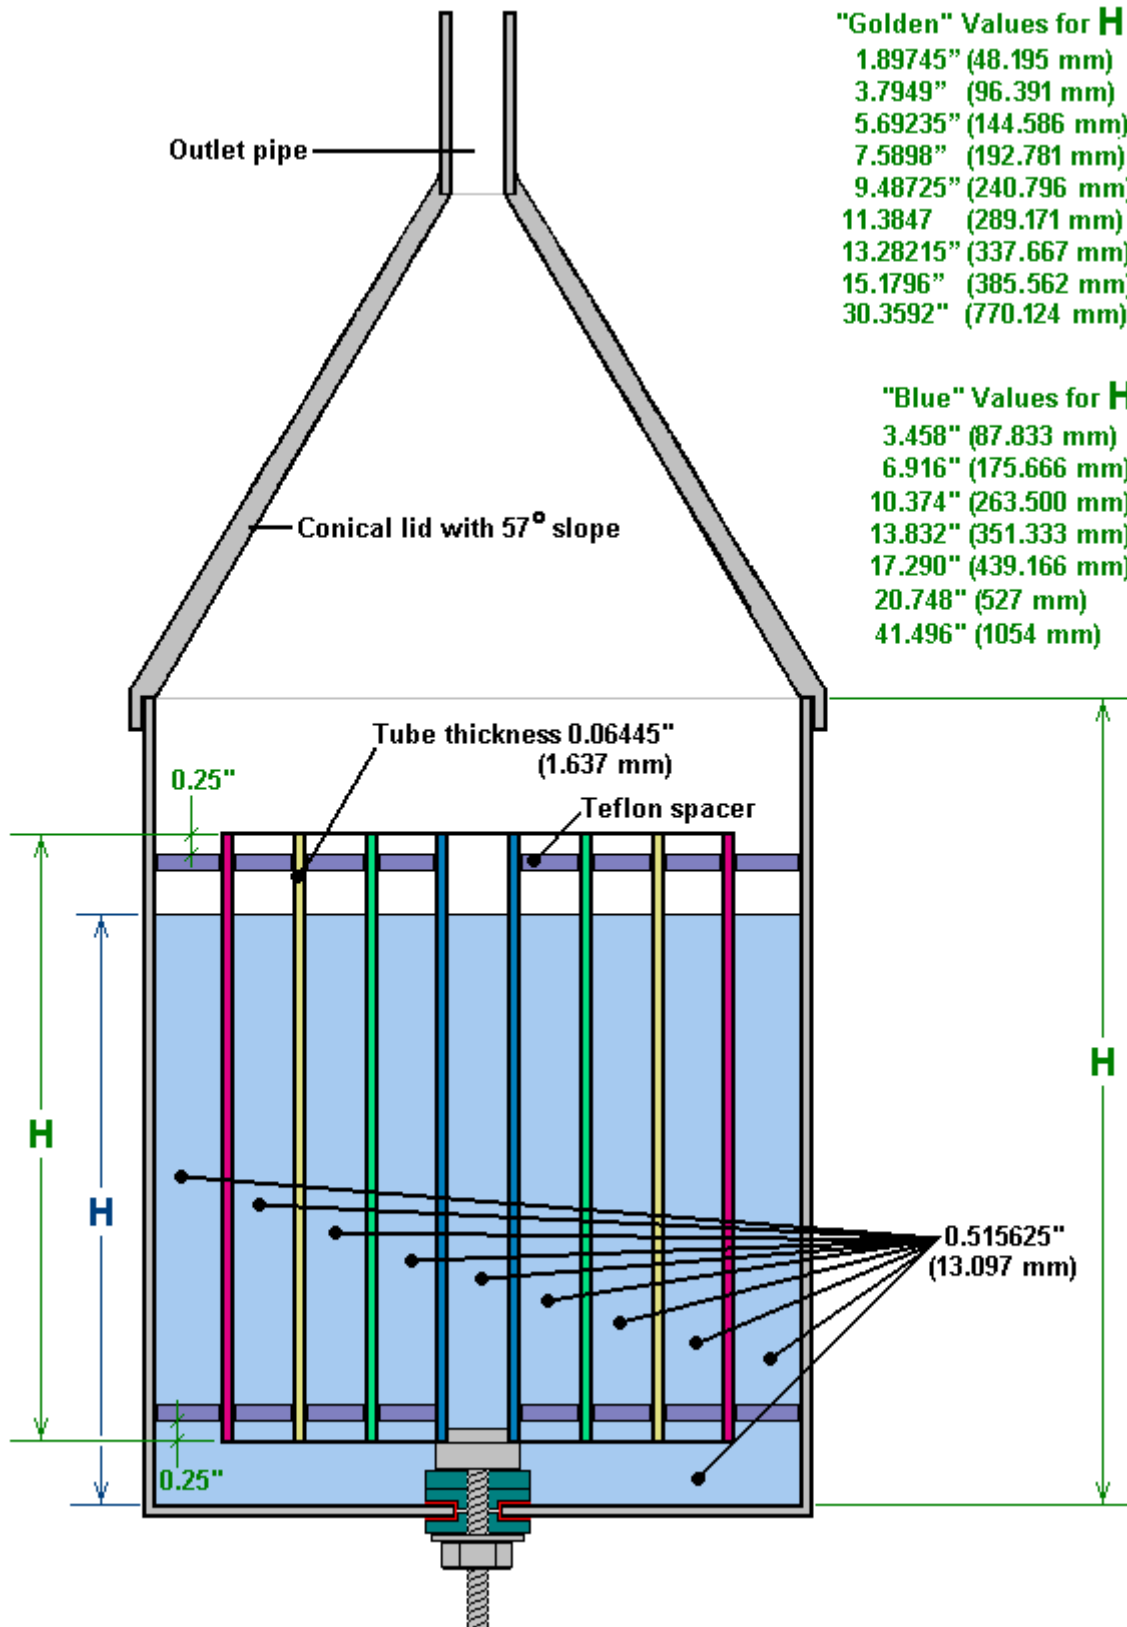 "Golden" Values for H
1.89745” (48.195 mm)
3.7949” (96.391 mm)
5.69235” (144.586 mm)
7.5898” (192.781 mm)
9.48725” (240.796 mm)
11.3847 (289.171 mm)
13.28215” (337.667 mm)
15.1796” (385.562 mm)
30.3592" (770.124 mm)
Outlet pipe
"Blue" Values for H
3.458" (87.833 mm)
6.916" (175.666 mm)
10.374" (263.500 mm)
13.832" (351.333 mm)
17.290" (439.166 mm)
20.748" (527 mm)
41.496" (1054 mm)
Conical lid with 57° slope
Tube thickness 0.06445"
(1.637 mm)
0.25"
Teflon spacer
H
H
H
0.515625"
(13.097 mm)
0.25"